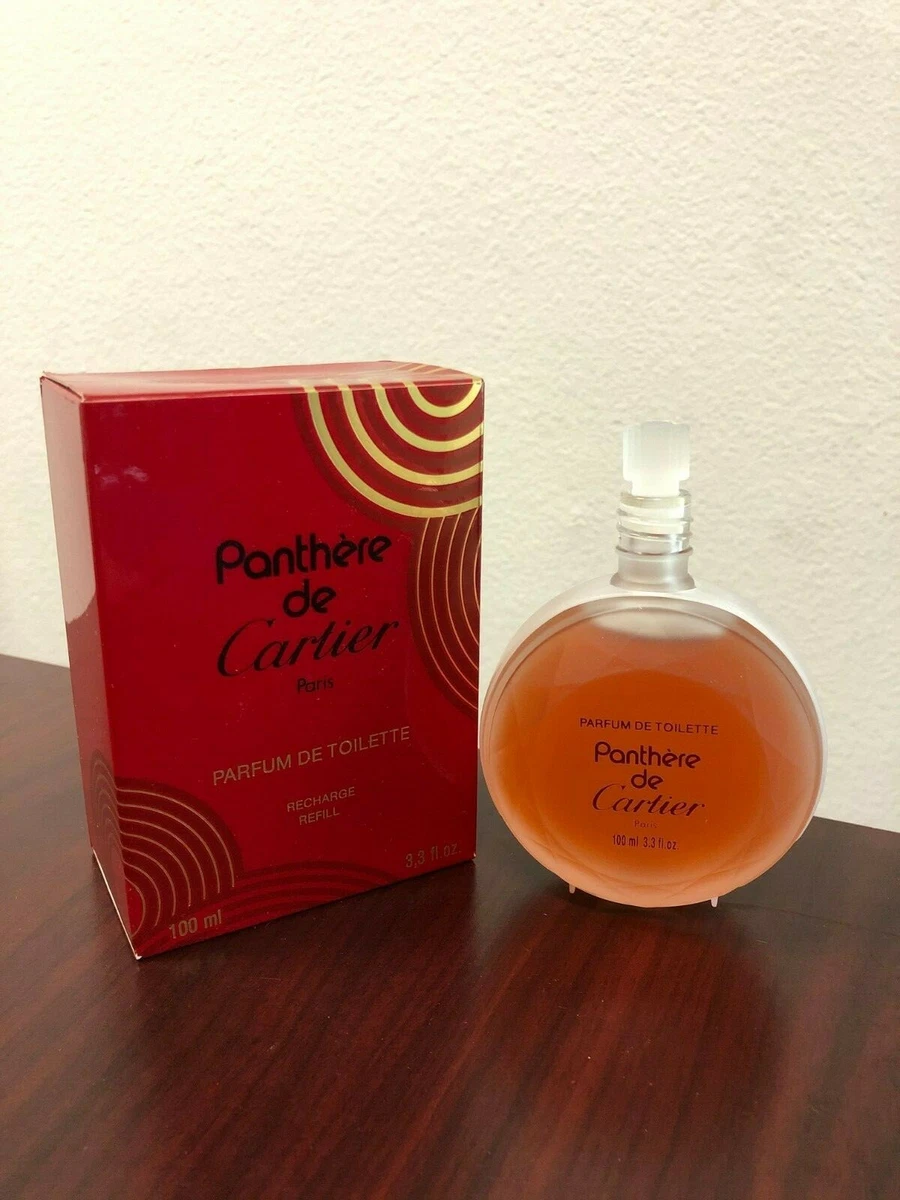 Panthère
de
Cartier
Paris
PARFUM DE TOILETTE
RECHARGE
REFILL
100 ml
3,3 fl.oz.
PARFUM DE TOILETTE
Panthère
de
Cartier
Paris
100 ml 3.3 fl.oz.